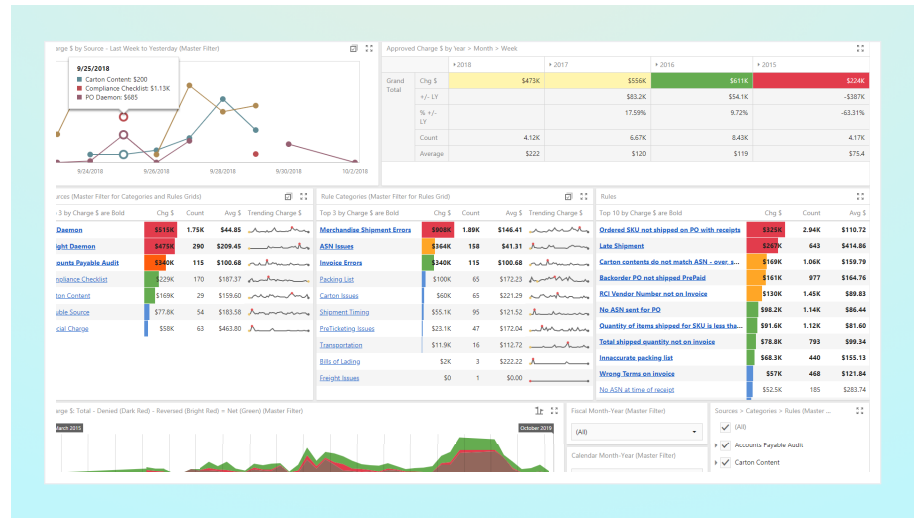 arge $ by Source - Last Week to Yesterday (Master Filter)
9/25/2018
Carton Content: $200
Compliance Checklist: $1.13K
PO Daemon: $685
9/24/2018 9/26/2018 9/28/2018 9/30/2018 10/2/2018
Approved Charge $ by Year > Month > Week
2018 2017 2016 2015
Grand Total Chg $ $473K $556K $611K $224K
+/- LY $83.2K $54.1K -$387K
% +/- LY 17.59% 9.72% -63.31%
Count 4.12K 6.67K 8.43K 4.17K
Average $222 $120 $119 $75.4
urces (Master Filter for Categories and Rules Grids)
3 by Charge $ are Bold Chg $ Count Avg $ Trending Charge $
Daemon $515K 1.75K $44.85
ght Daemon $475K 290 $209.45
ounts Payable Audit $340K 115 $100.68
mpliance Checklist $229K 170 $187.37
ton Content $169K 29 $159.60
able Source $77.8K 54 $183.58
cial Charge $58K 63 $463.80
Rule Categories (Master Filter for Rules Grid)
Top 3 by Charge $ are Bold Chg $ Count Avg $ Trending Charge $
Merchandise Shipment Errors $908K 1.89K $146.41
ASN Issues $364K 158 $41.31
Invoice Errors $340K 115 $100.68
Packing List $100K 65 $172.23
Carton Issues $60K 65 $221.29
Shipment Timing $55.1K 95 $121.52
PreTicketing Issues $23.1K 47 $172.04
Transportation $11.9K 16 $112.72
Bills of Lading $2K 3 $222.22
Freight Issues $0 1 $0.00
Rules
Top 10 by Charge $ are Bold Chg $ Count Avg $
Ordered SKU not shipped on PO with receipts $325K 2.94K $110.72
Late Shipment $267K 643 $414.86
Carton contents do not match ASN - over s... $169K 1.06K $159.79
Backorder PO not shipped PrePaid $161K 977 $164.76
RCI Vendor Number not on Invoice $130K 1.45K $89.83
No ASN sent for PO $98.2K 1.14K $86.44
Quantity of items shipped for SKU is less tha... $91.6K 1.12K $81.60
Total shipped quantity not on invoice $78.8K 793 $99.34
Innaccurate packing list $68.3K 440 $155.13
Wrong Terms on invoice $57K 468 $121.84
No ASN at time of receipt $52.5K 185 $283.74
arge $: Total - Denied (Dark Red) - Reversed (Bright Red) = Net (Green) (Master Filter)
March 2015 October 2019
Fiscal Month-Year (Master Filter)
(All)
Calendar Month-Year (Master Filter)
Sources > Categories > Rules (Master ...
(All)
Accounts Payable Audit
Carton Content